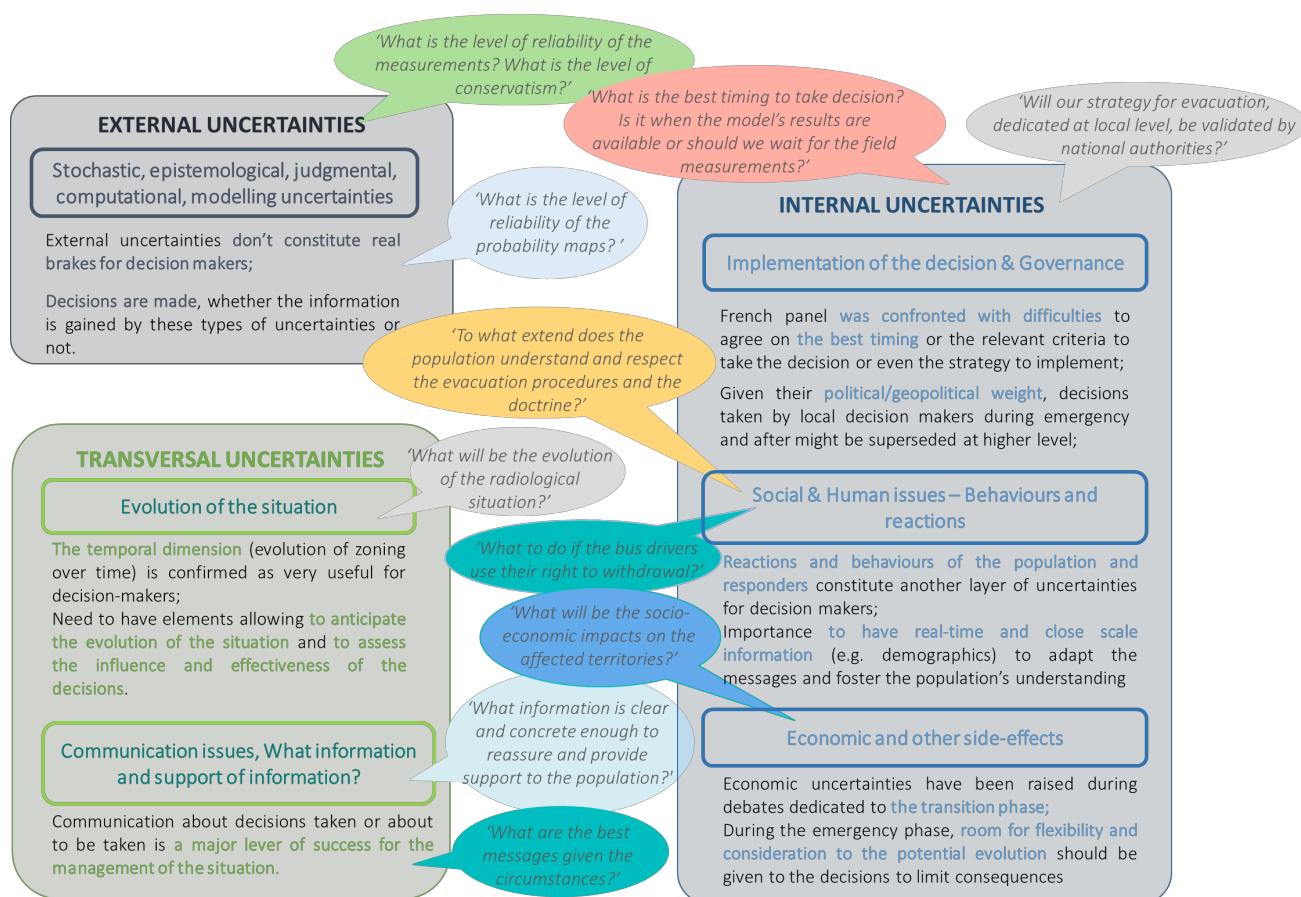 ‘What is the level of reliability of the
measurements? What is the level of
conservatism?’
‘What is the best timing to take decision?
Is it when the model’s results are
available or should we wait for the field
measurements?’
‘Will our strategy for evacuation,
dedicated at local level, be validated by
national authorities?’
EXTERNAL UNCERTAINTIES
Stochastic, epistemological, judgmental,
computational, modelling uncertainties
External uncertainties don’t constitute real
brakes for decision makers;
Decisions are made, whether the information
is gained by these types of uncertainties or
not.
‘What is the level of
reliability of the
probability maps? ’
‘To what extend does the
population understand and respect
the evacuation procedures and the
doctrine?’
TRANSVERSAL UNCERTAINTIES
Evolution of the situation
The temporal dimension (evolution of zoning
over time) is confirmed as very useful for
decision-makers;
Need to have elements allowing to anticipate
the evolution of the situation and to assess
the influence and effectiveness of the
decisions.
Communication issues, What information
and support of information?
Communication about decisions taken or about
to be taken is a major lever of success for the
management of the situation.
‘What will be the evolution
of the radiological
situation?’
‘What to do if the bus drivers
use their right to withdrawal?’
‘What will be the socio-
economic impacts on the
affected territories?’
‘What information is clear
and concrete enough to
reassure and provide
support to the population?'
‘What are the best
messages given the
circumstances?’
INTERNAL UNCERTAINTIES
Implementation of the decision & Governance
French panel was confronted with difficulties to
agree on the best timing or the relevant criteria to
take the decision or even the strategy to implement;
Given their political/geopolitical weight, decisions
taken by local decision makers during emergency
and after might be superseded at higher level;
Social & Human issues – Behaviours and
reactions
Reactions and behaviours of the population and
responders constitute another layer of uncertainties
for decision makers;
Importance to have real-time and close scale
information (e.g. demographics) to adapt the
messages and foster the population’s understanding
Economic and other side-effects
Economic uncertainties have been raised during
debates dedicated to the transition phase;
During the emergency phase, room for flexibility and
consideration to the potential evolution should be
given to the decisions to limit consequences